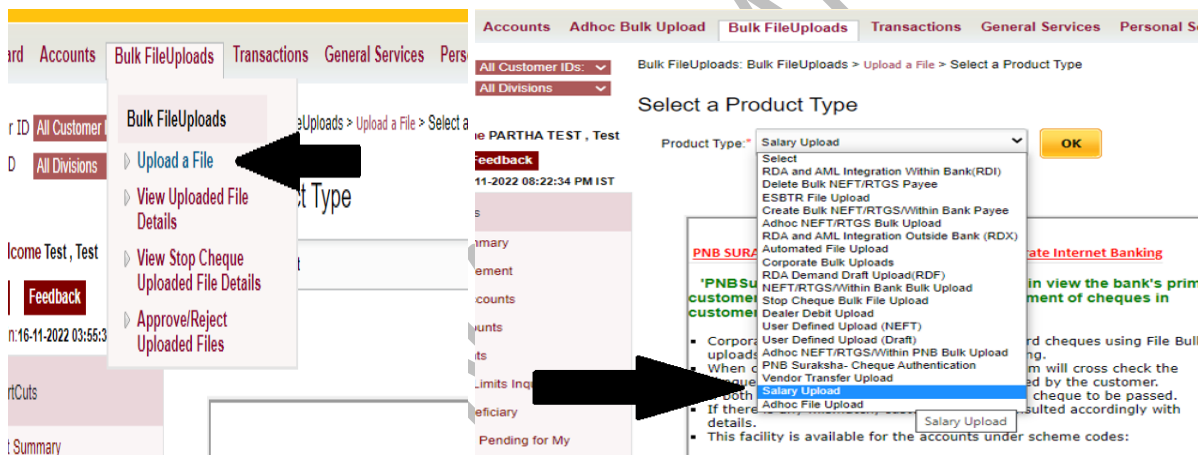 ard Accounts Bulk FileUploads Transactions General Services Pers
r ID All Customer I
D All Divisions
Bulk FileUploads
eUploads > Upload a File > Select a
Upload a File
ct Type
View Uploaded File
Details
lcome Test , Test
View Stop Cheque
Uploaded File Details
t
Feedback
n:16-11-2022 03:55:3
Approve/Reject
Uploaded Files
rtCuts
t Summary
Accounts Adhoc Bulk Upload Bulk FileUploads Transactions General Services Personal Se
All Customer IDs:
All Divisions
Bulk FileUploads: Bulk FileUploads > Upload a File > Select a Product Type
Select a Product Type
e PARTHA TEST , Test
Feedback
11-2022 08:22:34 PM IST
s
mmary
ement
counts
unts
ts
Limits Inq
eficiary
Pending for My
Product Type:* Salary Upload OK
Select
RDA and AML Integration Within Bank(RDI)
Delete Bulk NEFT/RTGS Payee
ESBTR File Upload
Create Bulk NEFT/RTGS/Within Bank Payee
Adhoc NEFT/RTGS Bulk Upload
RDA and AML Integration Outside Bank (RDX)
Automated File Upload
Corporate Bulk Uploads
RDA Demand Draft Upload(RDF)
NEFT/RTGS/Within Bank Bulk Upload
Stop Cheque Bulk File Upload
Dealer Debit Upload
User Defined Upload (NEFT)
User Defined Upload (Draft)
Adhoc NEFT/RTGS/Within PNB Bulk Upload
PNB Suraksha- Cheque Authentication
Vendor Transfer Upload
Salary Upload
Adhoc File Upload
Salary Upload
PNB SURA rate Internet Banking
'PNBSu in view the bank's prim
customer ment of cheques in
custome
Corpora rd cheques using File Bul
uploads ng.
When c m will cross check the
que ed by the customer.
both cheque to be passed.
If there sulted accordingly with
details.
This facility is available for the accounts under scheme codes: